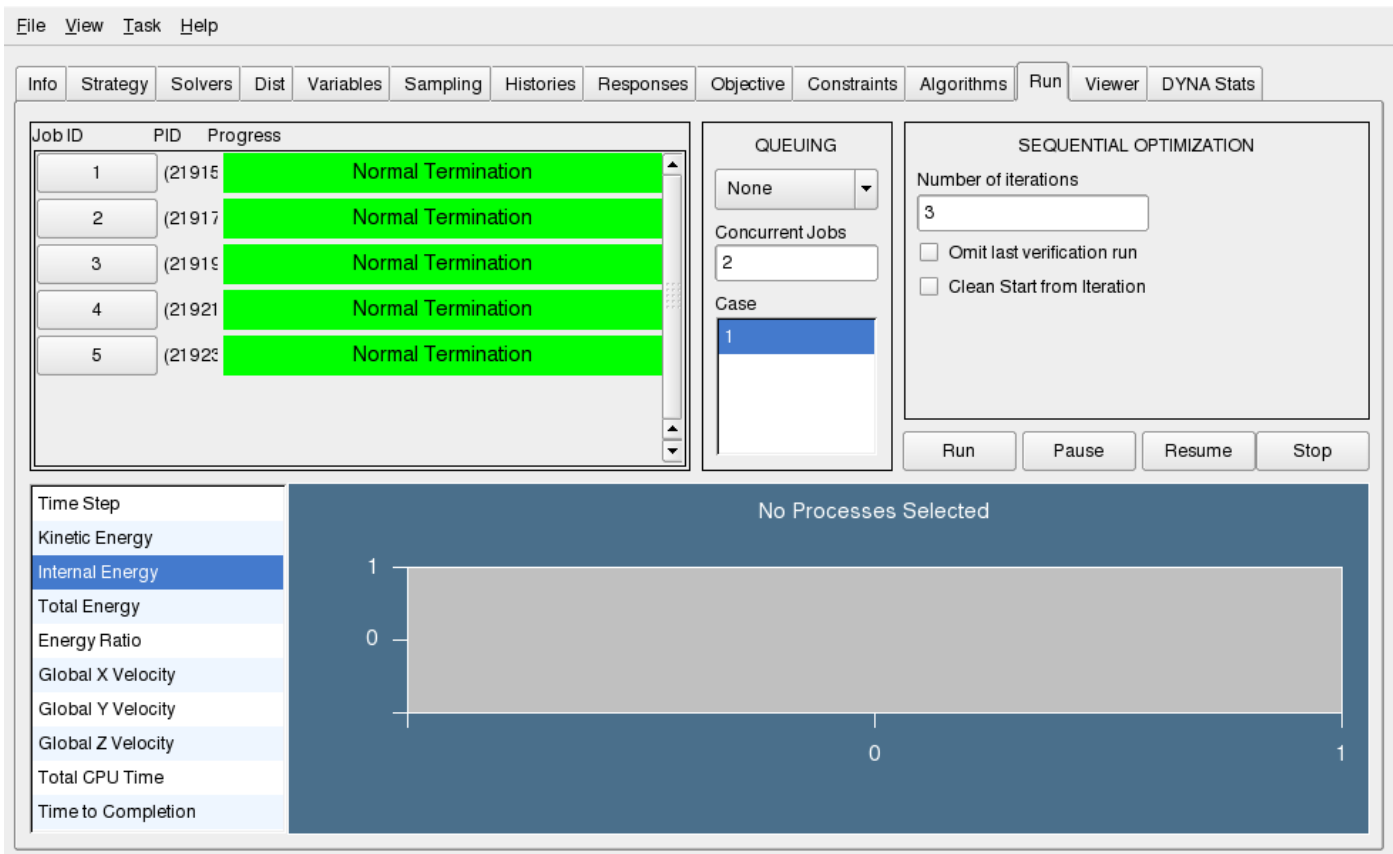 File View Task Help
Info Strategy Solvers Dist Variables Sampling Histories Responses Objective Constraints Algorithms Run Viewer DYNA Stats
Job ID PID Progress
1 (21915 Normal Termination
2 (21917 Normal Termination
3 (21919 Normal Termination
4 (21921 Normal Termination
5 (21923 Normal Termination
QUEUING
None
Concurrent Jobs
2
Case
1
SEQUENTIAL OPTIMIZATION
Number of iterations
3
Omit last verification run
Clean Start from Iteration
Run Pause Resume Stop
Time Step
Kinetic Energy
Internal Energy
Total Energy
Energy Ratio
Global X Velocity
Global Y Velocity
Global Z Velocity
Total CPU Time
Time to Completion
No Processes Selected
1
0
0 1